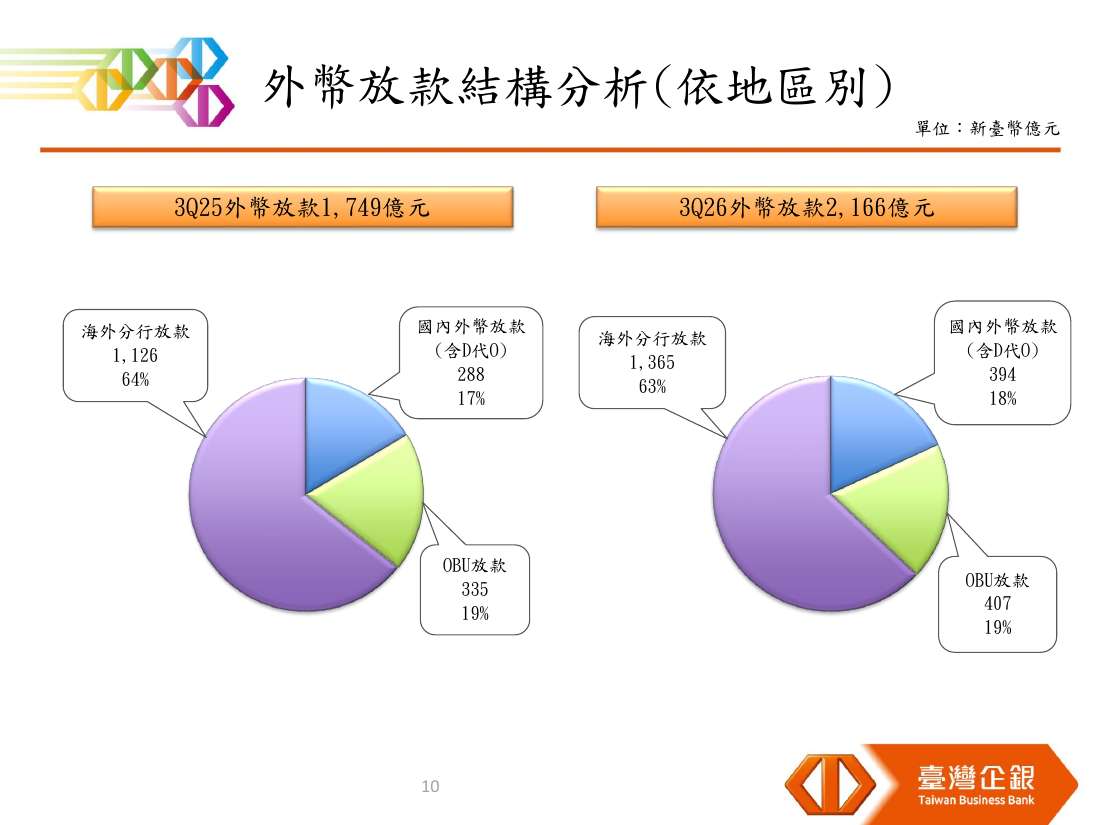 外幣放款結構分析(依地區別)
單位：新臺幣億元
3Q25外幣放款1,749億元
海外分行放款
1,126
64%
國內外幣放款
(含D代O)
288
17%
OBU放款
335
19%
3Q26外幣放款2,166億元
海外分行放款
1,365
63%
國內外幣放款
(含D代O)
394
18%
OBU放款
407
19%
10
臺灣企銀
Taiwan Business Bank